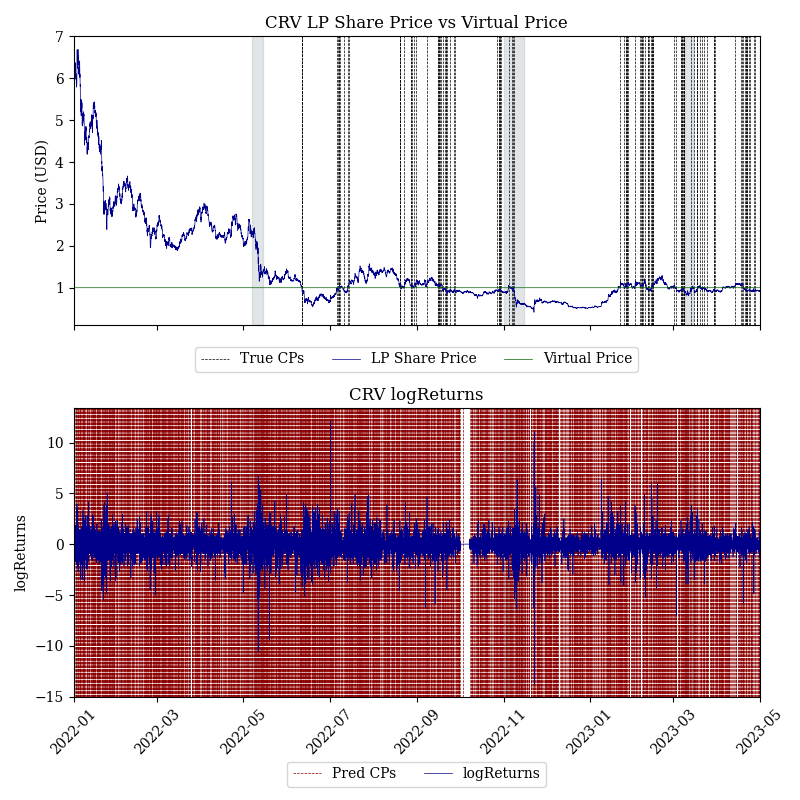 CRV LP Share Price vs Virtual Price
7
6
5
4
3
2
1
Price (USD)
True CPs LP Share Price Virtual Price
CRV logReturns
10
5
0
−5
−10
−15
logReturns
2022-01 2022-03 2022-05 2022-07 2022-09 2022-11 2023-01 2023-03 2023-05
Pred CPs logReturns